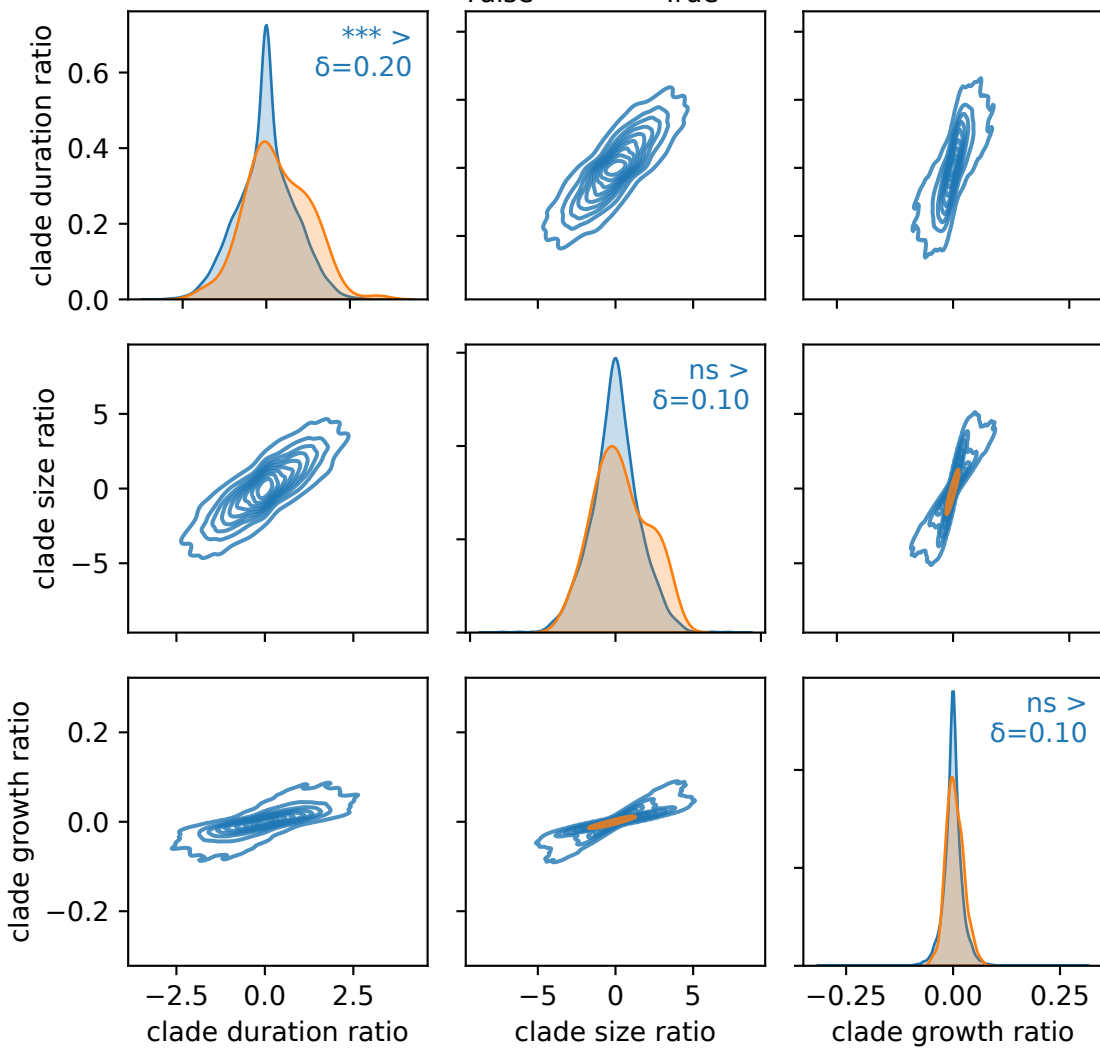 *** >
δ=0.20
clade duration ratio
0.6
0.4
0.2
0.0
ns >
δ=0.10
clade size ratio
5
0
−5
ns >
δ=0.10
clade growth ratio
0.2
0.0
−0.2
−2.5 0.0 2.5
−5 0 5
−0.25 0.00 0.25
clade duration ratio
clade size ratio
clade growth ratio